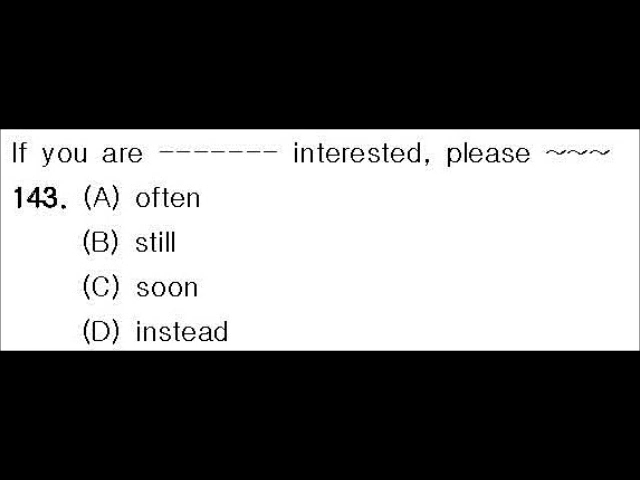 If you are ------- interested, please ~~~
143. (A) often
(B) still
(C) soon
(D) instead